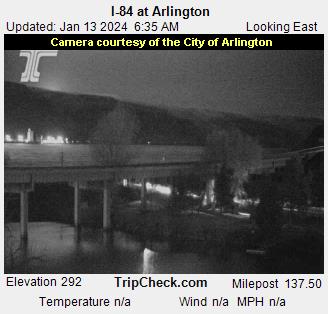 I-84 at Arlington
Updated: Jan 13 2024 6:35 AM Looking East
Camera courtesy of the City of Arlington
Elevation 292 TripCheck.com Milepost 137.50
Temperature n/a Wind n/a MPH n/a